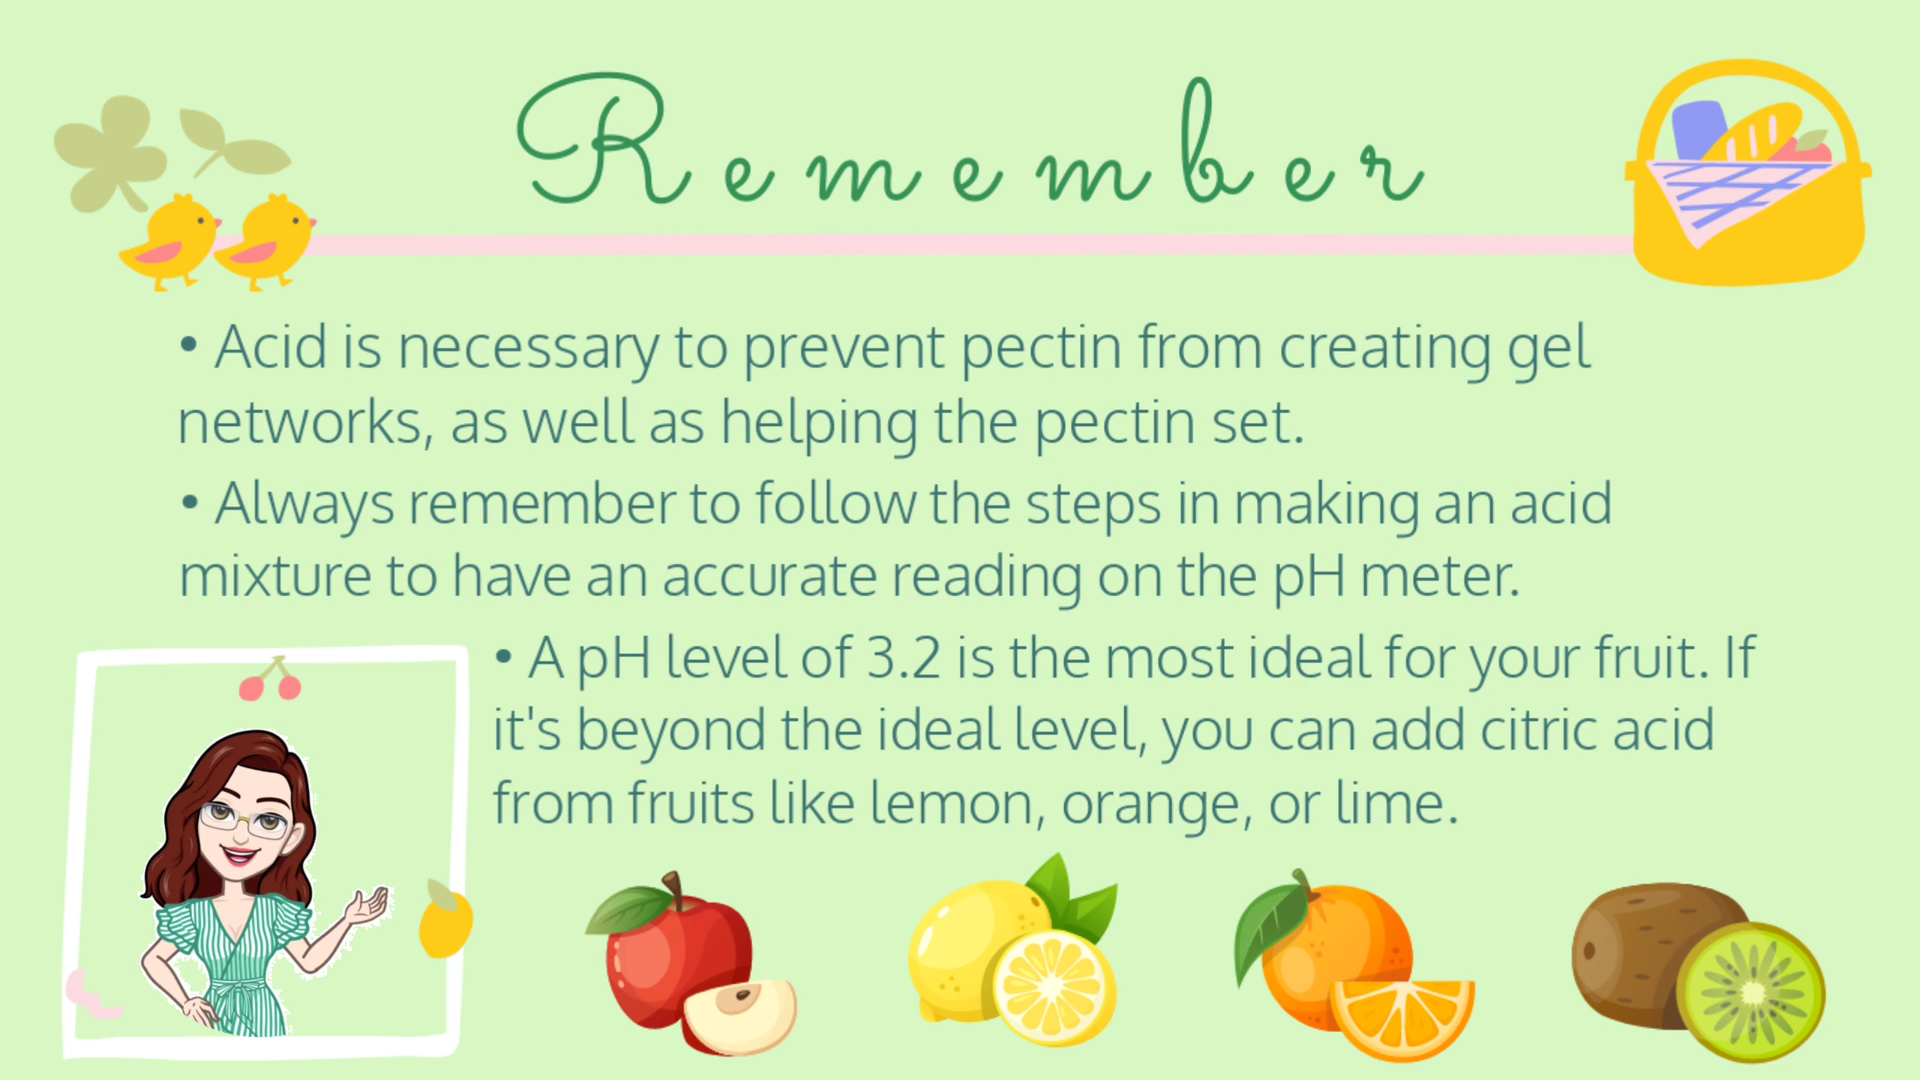 Remember
• Acid is necessary to prevent pectin from creating gel
networks, as well as helping the pectin set.
• Always remember to follow the steps in making an acid
mixture to have an accurate reading on the pH meter.
• A pH level of 3.2 is the most ideal for your fruit. If
it's beyond the ideal level, you can add citric acid
from fruits like lemon, orange, or lime.